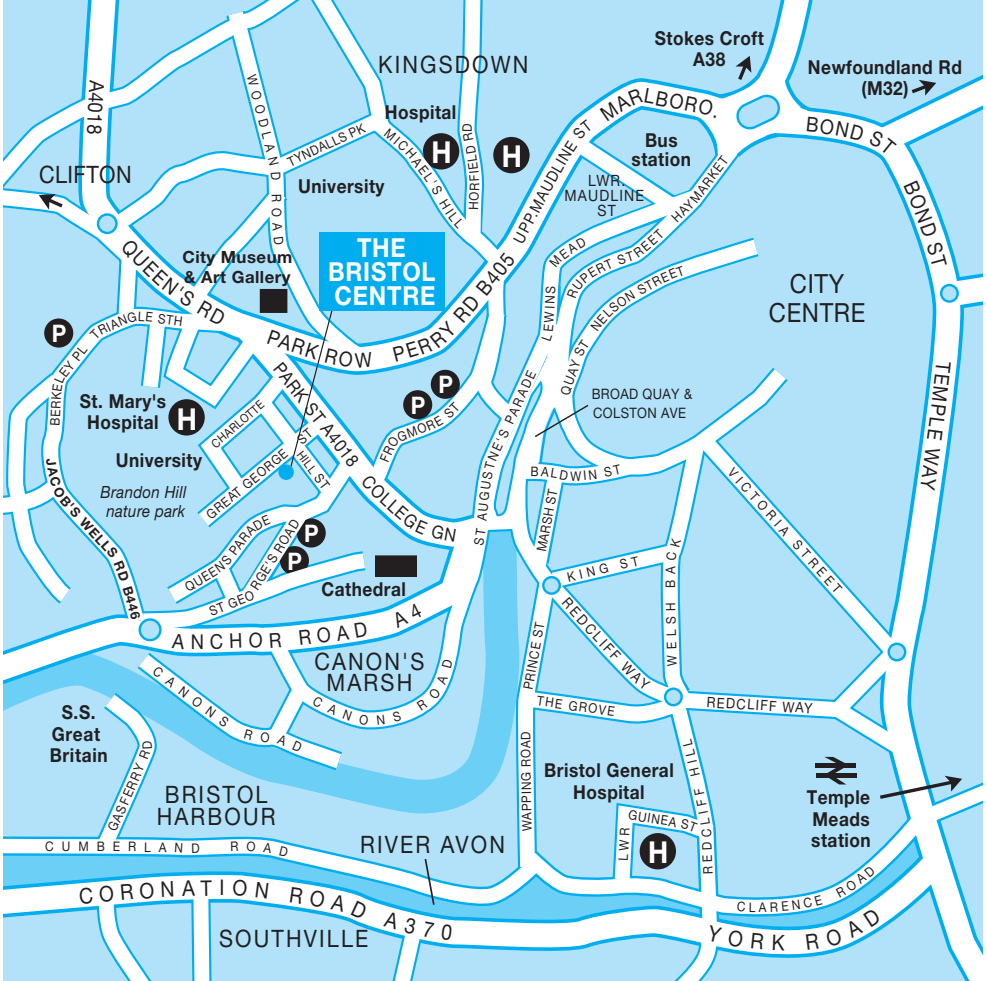 Stokes Croft
A38
Newfoundland Rd
(M32)
KINGSDOWN
A4018
WOODLAND ROAD
Hospital
H
H
MARLBORO.
BOND ST
Bus
station
TYNDALLS PK
MICHAEL'S HILL
HORFIELD RD
UPP.MAUDLINE ST
CLIFTON
University
LWR.
MAUDLINE
ST
HAYMARKET
BOND ST
QUEEN'S RD
City Museum
& Art Gallery
THE
BRISTOL
CENTRE
MEAD
RUPERT STREET
LEWINS
NELSON STREET
CITY
CENTRE
P
TRIANGLE STH
PARK ROW
PERRY RD B405
QUAY ST
BERKELEY PL
PARK ST A4018
P
P
FROGMORE ST
BROAD QUAY &
COLSTON AVE
TEMPLE WAY
St. Mary's
Hospital
H
CHARLOTTE
ST
HILL ST
ST AUGUSTNE'S PARADE
University
GREAT GEORGE
BALDWIN ST
JACOB'S WELLS RD B446
Brandon Hill
nature park
COLLEGE GN
MARSH ST
VICTORIA STREET
QUEENS PARADE
P
P
ST GEORGE'S ROAD
Cathedral
KING ST
WELSH BACK
ANCHOR ROAD A4
REDCLIFF WAY
PRINCE ST
CANON'S
MARSH
CANONS ROAD
CANONS ROAD
THE GROVE
REDCLIFF WAY
S.S.
Great
Britain
GASFERRY RD
WAPPING ROAD
REDCLIFF HILL
Bristol General
Hospital
Temple
Meads
station
BRISTOL
HARBOUR
LWR
GUINEA ST
H
CUMBERLAND ROAD
RIVER AVON
CLARENCE ROAD
CORONATION ROAD A370
YORK ROAD
SOUTHVILLE